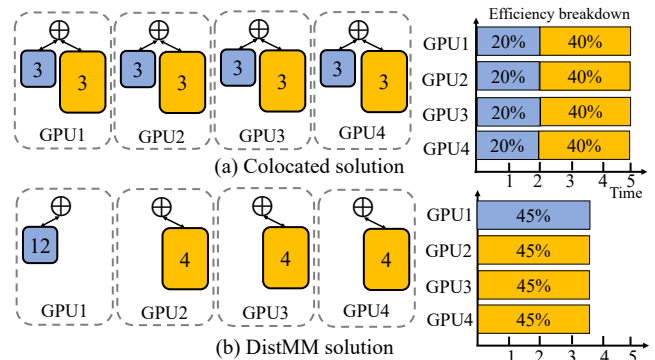 Efficiency breakdown
3 3 3 3 3 3 3 3
GPU1 GPU2 GPU3 GPU4
(a) Colocated solution
GPU1 20% 40%
GPU2 20% 40%
GPU3 20% 40%
GPU4 20% 40%
1 2 3 4 5
Time
12 4 4 4
GPU1 GPU2 GPU3 GPU4
(b) DistMM solution
GPU1 45%
GPU2 45%
GPU3 45%
GPU4 45%
1 2 3 4 5